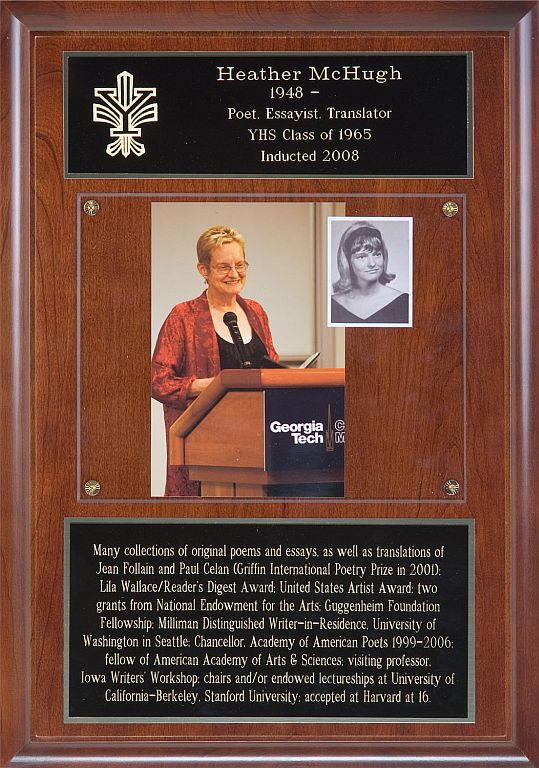 Heather McHugh
1948 -
Poet, Essayist, Translator
YHS Class of 1965
Inducted 2008
Georgia
Tech
Many collections of original poems and essays, as well as translations of
Jean Follain and Paul Celan (Griffin International Poetry Prize in 2001);
Lila Wallace/Reader's Digest Award; United States Artist Award; two
grants from National Endowment for the Arts; Guggenheim Foundation
Fellowship; Milliman Distinguished Writer-in-Residence, University of
Washington in Seattle; Chancellor, Academy of American Poets 1999-2006;
fellow of American Academy of Arts & Sciences; visiting professor,
Iowa Writers' Workshop; chairs and/or endowed lectureships at University of
California-Berkeley, Stanford University; accepted at Harvard at 16.